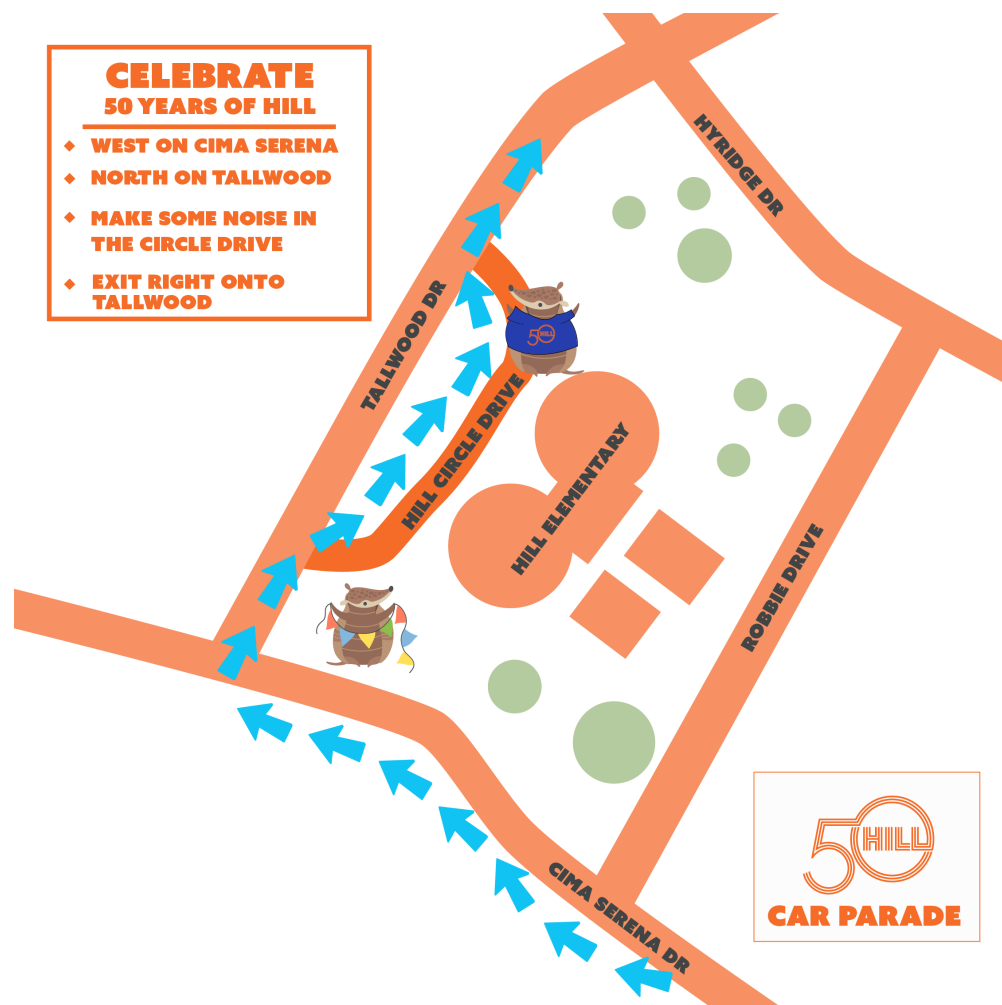 CELEBRATE
50 YEARS OF HILL
WEST ON CIMA SERENA
NORTH ON TALLWOOD
MAKE SOME NOISE IN
THE CIRCLE DRIVE
EXIT RIGHT ONTO
TALLWOOD
HYRIDGE DR
TALLWOOD DR
50 HILL
HILL CIRCLE DRIVE
HILL ELEMENTARY
ROBBIE DRIVE
CIMA SERENA DR
50 HILL
CAR PARADE